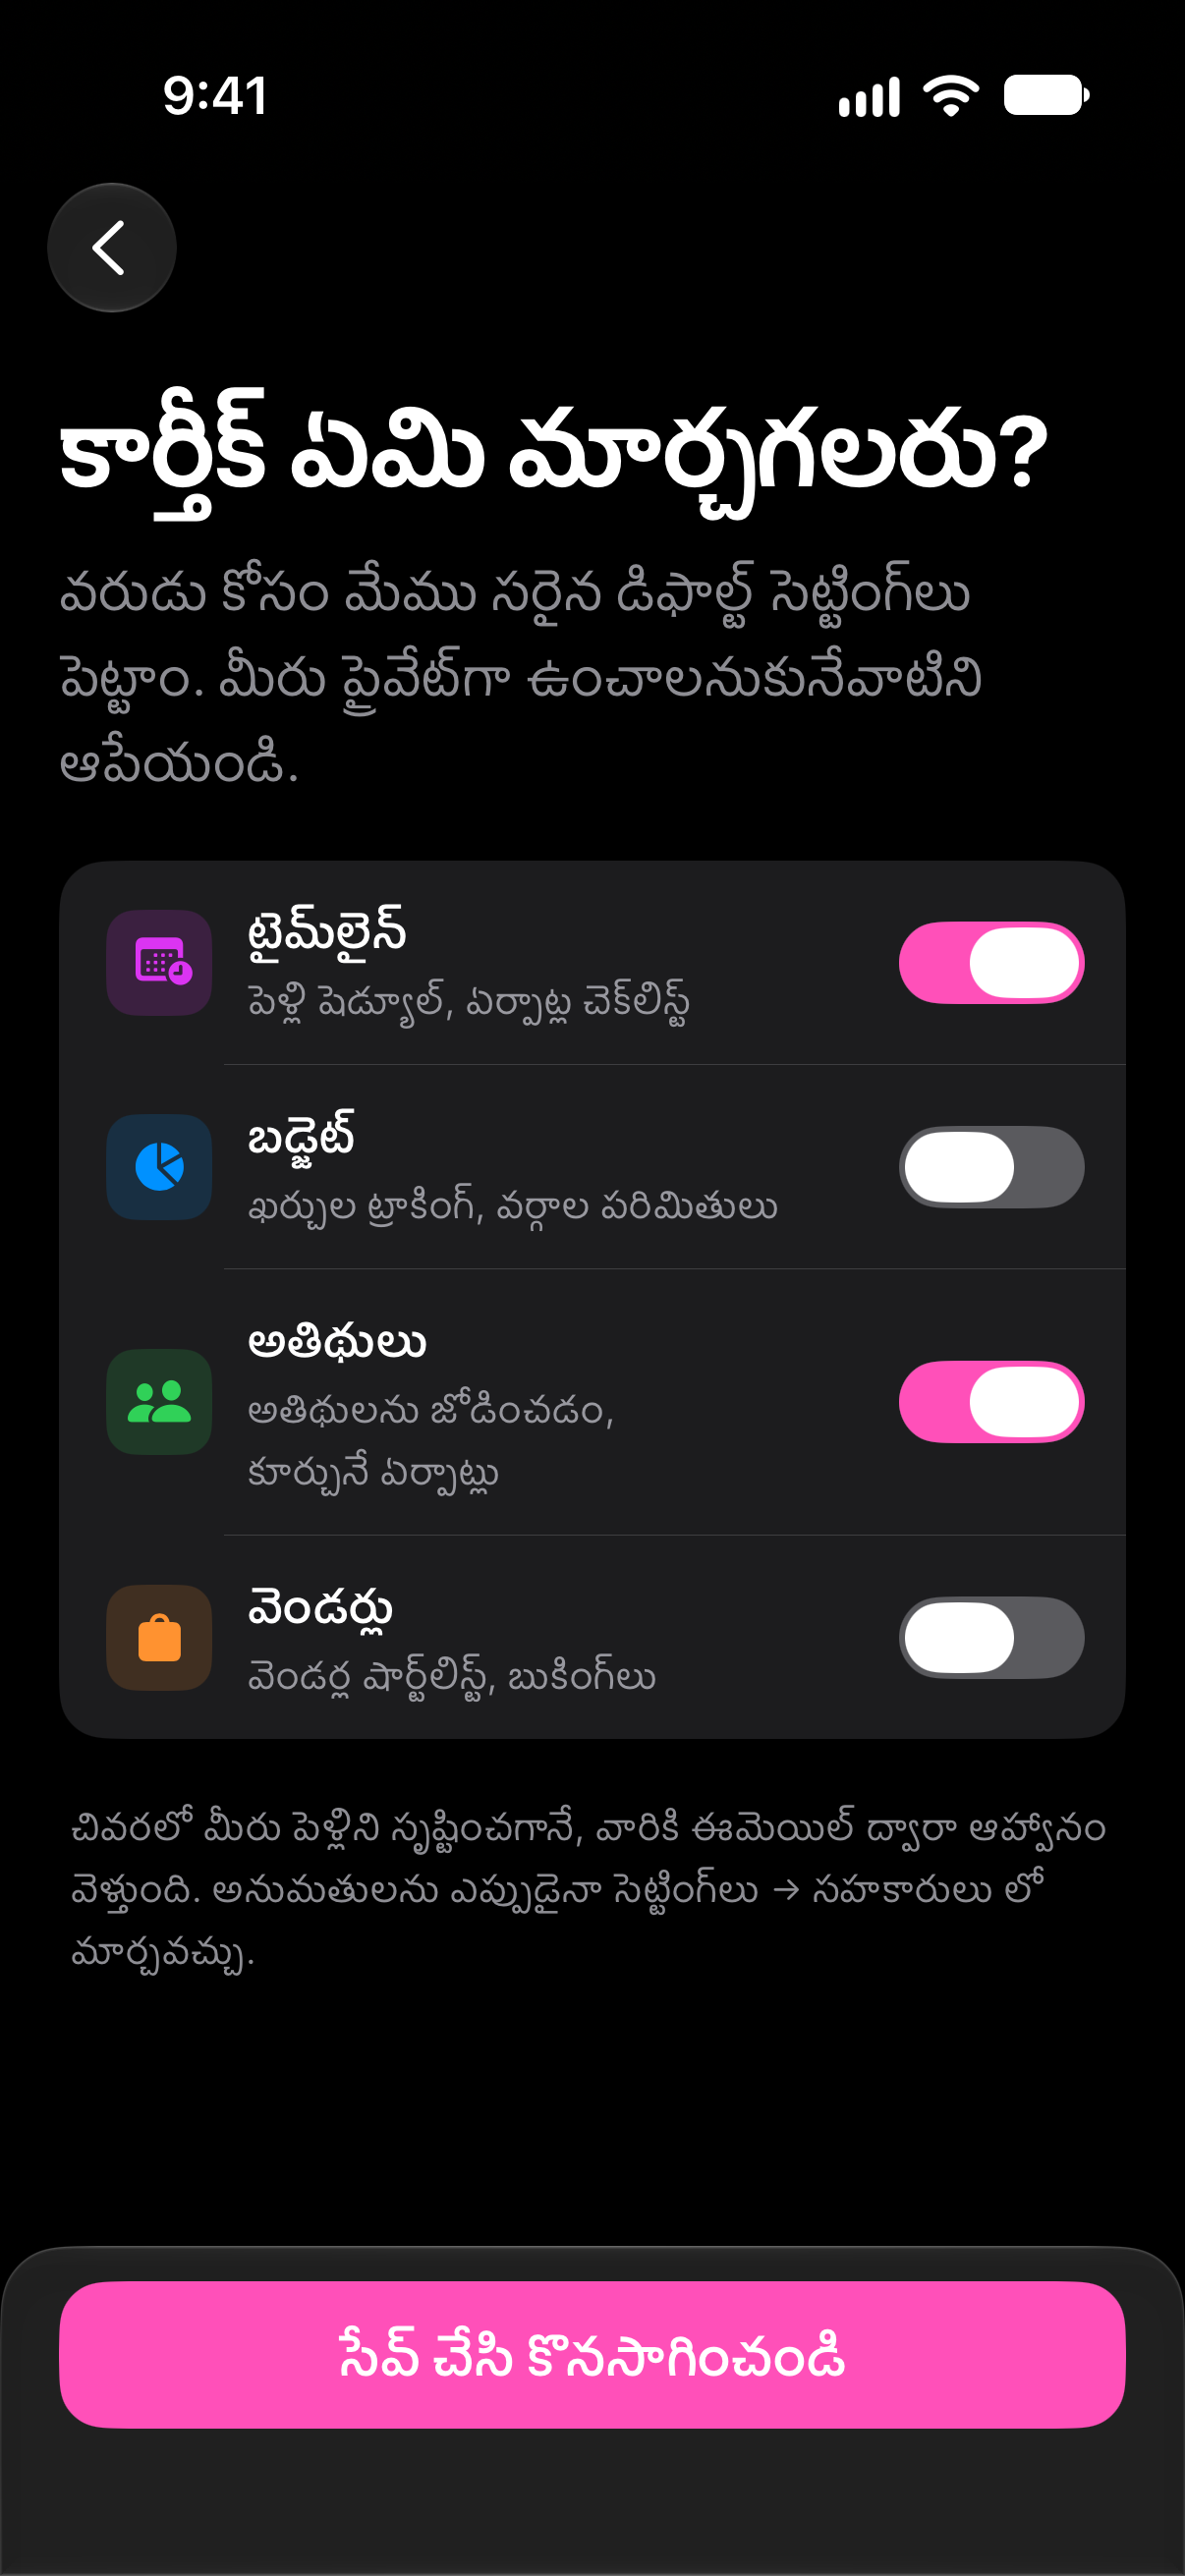 9:41
కార్తీక్ ఏమి మార్చగలరు?
వరుడు కోసం మేము సరైన డిఫాల్ట్ సెట్టింగ్‌లు
పెట్టాం. మీరు ప్రైవేట్‌గా ఉంచాలనుకునేవాటిని
ఆపేయండి.
టైమ్‌లైన్
పెళ్లి షెడ్యూల్, ఏర్పాట్ల చెక్‌లిస్ట్
బడ్జెట్
ఖర్చుల ట్రాకింగ్, వర్గాల పరిమితులు
అతిథులు
అతిథులను జోడించడం,
కూర్చునే ఏర్పాట్లు
వెండర్లు
వెండర్ల షార్ట్‌లిస్ట్, బుకింగ్‌లు
చివరలో మీరు పెళ్లిని సృష్టించగానే, వారికి ఈమెయిల్ ద్వారా ఆహ్వానం
వెళ్తుంది. అనుమతులను ఎప్పుడైనా సెట్టింగ్‌లు → సహకారులు లో
మార్చవచ్చు.
సేవ్ చేసి కొనసాగించండి